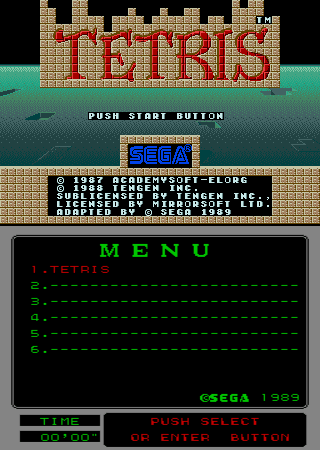 TETRIS™
PUSH START BUTTON
SEGA
© 1987 ACADEMYSOFT-ELORG
© 1988 TENGEN INC.
SUBLICENSED BY TENGEN INC.,
LICENSED BY MIRRORSOFT LTD.
ADAPTED BY © SEGA 1989
MENU
1.TETRIS
2.--------------------------
3.--------------------------
4.--------------------------
5.--------------------------
6.--------------------------
©SEGA 1989
TIME
00'00"
PUSH SELECT
OR ENTER BUTTON